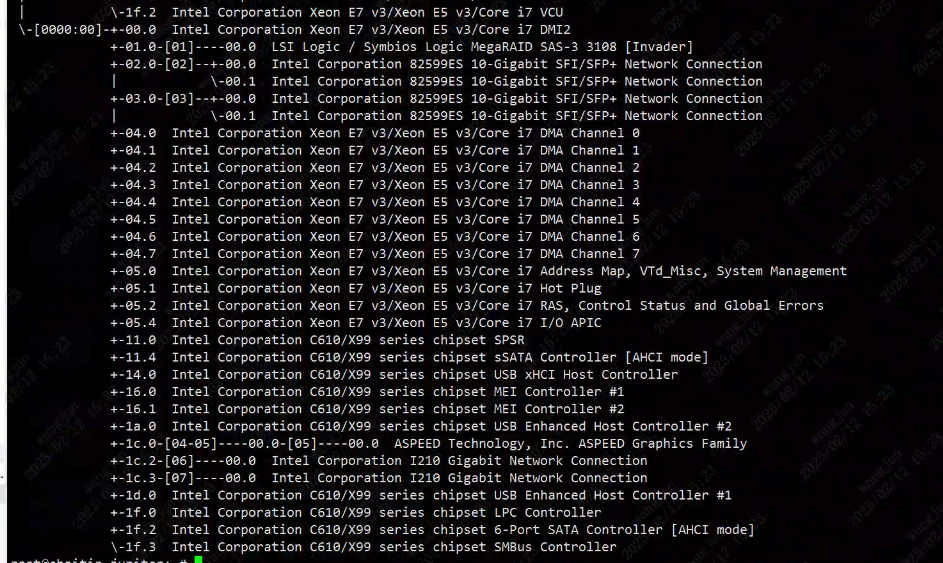 |           \-1f.2  Intel Corporation Xeon E7 v3/Xeon E5 v3/Core i7 VCU
\-[0000:00]-+-00.0  Intel Corporation Xeon E7 v3/Xeon E5 v3/Core i7 DMI2
            +-01.0-[01]----00.0  LSI Logic / Symbios Logic MegaRAID SAS-3 3108 [Invader]
            +-02.0-[02]--+-00.0  Intel Corporation 82599ES 10-Gigabit SFI/SFP+ Network Connection
            |            \-00.1  Intel Corporation 82599ES 10-Gigabit SFI/SFP+ Network Connection
            +-03.0-[03]--+-00.0  Intel Corporation 82599ES 10-Gigabit SFI/SFP+ Network Connection
            |            \-00.1  Intel Corporation 82599ES 10-Gigabit SFI/SFP+ Network Connection
            +-04.0  Intel Corporation Xeon E7 v3/Xeon E5 v3/Core i7 DMA Channel 0
            +-04.1  Intel Corporation Xeon E7 v3/Xeon E5 v3/Core i7 DMA Channel 1
            +-04.2  Intel Corporation Xeon E7 v3/Xeon E5 v3/Core i7 DMA Channel 2
            +-04.3  Intel Corporation Xeon E7 v3/Xeon E5 v3/Core i7 DMA Channel 3
            +-04.4  Intel Corporation Xeon E7 v3/Xeon E5 v3/Core i7 DMA Channel 4
            +-04.5  Intel Corporation Xeon E7 v3/Xeon E5 v3/Core i7 DMA Channel 5
            +-04.6  Intel Corporation Xeon E7 v3/Xeon E5 v3/Core i7 DMA Channel 6
            +-04.7  Intel Corporation Xeon E7 v3/Xeon E5 v3/Core i7 DMA Channel 7
            +-05.0  Intel Corporation Xeon E7 v3/Xeon E5 v3/Core i7 Address Map, VTd_Misc, System Management
            +-05.1  Intel Corporation Xeon E7 v3/Xeon E5 v3/Core i7 Hot Plug
            +-05.2  Intel Corporation Xeon E7 v3/Xeon E5 v3/Core i7 RAS, Control Status and Global Errors
            +-05.4  Intel Corporation Xeon E7 v3/Xeon E5 v3/Core i7 I/O APIC
            +-11.0  Intel Corporation C610/X99 series chipset SPSR
            +-11.4  Intel Corporation C610/X99 series chipset sSATA Controller [AHCI mode]
            +-14.0  Intel Corporation C610/X99 series chipset USB xHCI Host Controller
            +-16.0  Intel Corporation C610/X99 series chipset MEI Controller #1
            +-16.1  Intel Corporation C610/X99 series chipset MEI Controller #2
            +-1a.0  Intel Corporation C610/X99 series chipset USB Enhanced Host Controller #2
            +-1c.0-[04-05]----00.0-[05]----00.0  ASPEED Technology, Inc. ASPEED Graphics Family
            +-1c.2-[06]----00.0  Intel Corporation I210 Gigabit Network Connection
            +-1c.3-[07]----00.0  Intel Corporation I210 Gigabit Network Connection
            +-1d.0  Intel Corporation C610/X99 series chipset USB Enhanced Host Controller #1
            +-1f.0  Intel Corporation C610/X99 series chipset LPC Controller
            +-1f.2  Intel Corporation C610/X99 series chipset 6-Port SATA Controller [AHCI mode]
            \-1f.3  Intel Corporation C610/X99 series chipset SMBus Controller